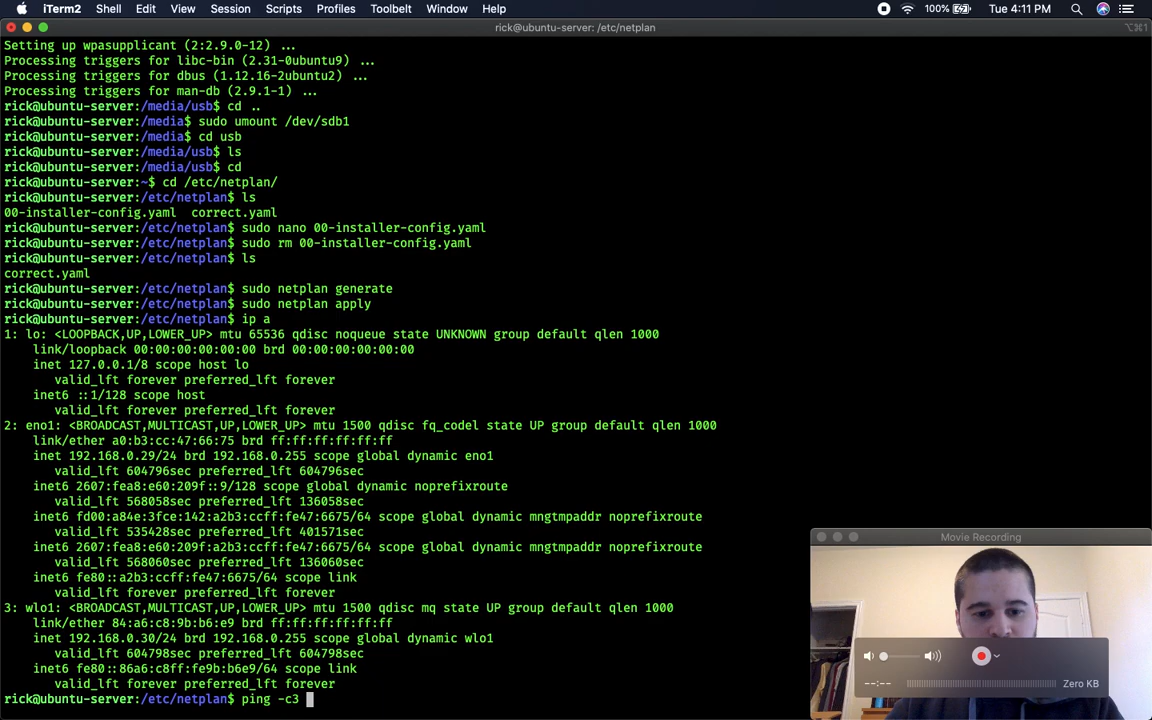 iTerm2 Shell Edit View Session Scripts Profiles Toolbelt Window Help 100% Tue 4:11 PM
rick@ubuntu-server: /etc/netplan ⌥⌘1
Setting up wpasupplicant (2:2.9.0-12) ...
Processing triggers for libc-bin (2.31-0ubuntu9) ...
Processing triggers for dbus (1.12.16-2ubuntu2) ...
Processing triggers for man-db (2.9.1-1) ...
rick@ubuntu-server:/media/usb$ cd ..
rick@ubuntu-server:/media$ sudo umount /dev/sdb1
rick@ubuntu-server:/media$ cd usb
rick@ubuntu-server:/media/usb$ ls
rick@ubuntu-server:/media/usb$ cd
rick@ubuntu-server:~$ cd /etc/netplan/
rick@ubuntu-server:/etc/netplan$ ls
00-installer-config.yaml  correct.yaml
rick@ubuntu-server:/etc/netplan$ sudo nano 00-installer-config.yaml
rick@ubuntu-server:/etc/netplan$ sudo rm 00-installer-config.yaml
rick@ubuntu-server:/etc/netplan$ ls
correct.yaml
rick@ubuntu-server:/etc/netplan$ sudo netplan generate
rick@ubuntu-server:/etc/netplan$ sudo netplan apply
rick@ubuntu-server:/etc/netplan$ ip a
1: lo: <LOOPBACK,UP,LOWER_UP> mtu 65536 qdisc noqueue state UNKNOWN group default qlen 1000
link/loopback 00:00:00:00:00:00 brd 00:00:00:00:00:00
inet 127.0.0.1/8 scope host lo
valid_lft forever preferred_lft forever
inet6 ::1/128 scope host
valid_lft forever preferred_lft forever
2: eno1: <BROADCAST,MULTICAST,UP,LOWER_UP> mtu 1500 qdisc fq_codel state UP group default qlen 1000
link/ether a0:b3:cc:47:66:75 brd ff:ff:ff:ff:ff:ff
inet 192.168.0.29/24 brd 192.168.0.255 scope global dynamic eno1
valid_lft 604796sec preferred_lft 604796sec
inet6 2607:fea8:e60:209f::9/128 scope global dynamic noprefixroute
valid_lft 568058sec preferred_lft 136058sec
inet6 fd00:a84e:3fce:142:a2b3:ccff:fe47:6675/64 scope global dynamic mngtmpaddr noprefixroute
valid_lft 535428sec preferred_lft 401571sec
inet6 2607:fea8:e60:209f:a2b3:ccff:fe47:6675/64 scope global dynamic mngtmpaddr noprefixroute
valid_lft 568060sec preferred_lft 136060sec
inet6 fe80::a2b3:ccff:fe47:6675/64 scope link
valid_lft forever preferred_lft forever
3: wlo1: <BROADCAST,MULTICAST,UP,LOWER_UP> mtu 1500 qdisc mq state UP group default qlen 1000
link/ether 84:a6:c8:9b:b6:e9 brd ff:ff:ff:ff:ff:ff
inet 192.168.0.30/24 brd 192.168.0.255 scope global dynamic wlo1
valid_lft 604798sec preferred_lft 604798sec
inet6 fe80::86a6:c8ff:fe9b:b6e9/64 scope link
valid_lft forever preferred_lft forever
rick@ubuntu-server:/etc/netplan$ ping -c3
Movie Recording
--:-- Zero KB